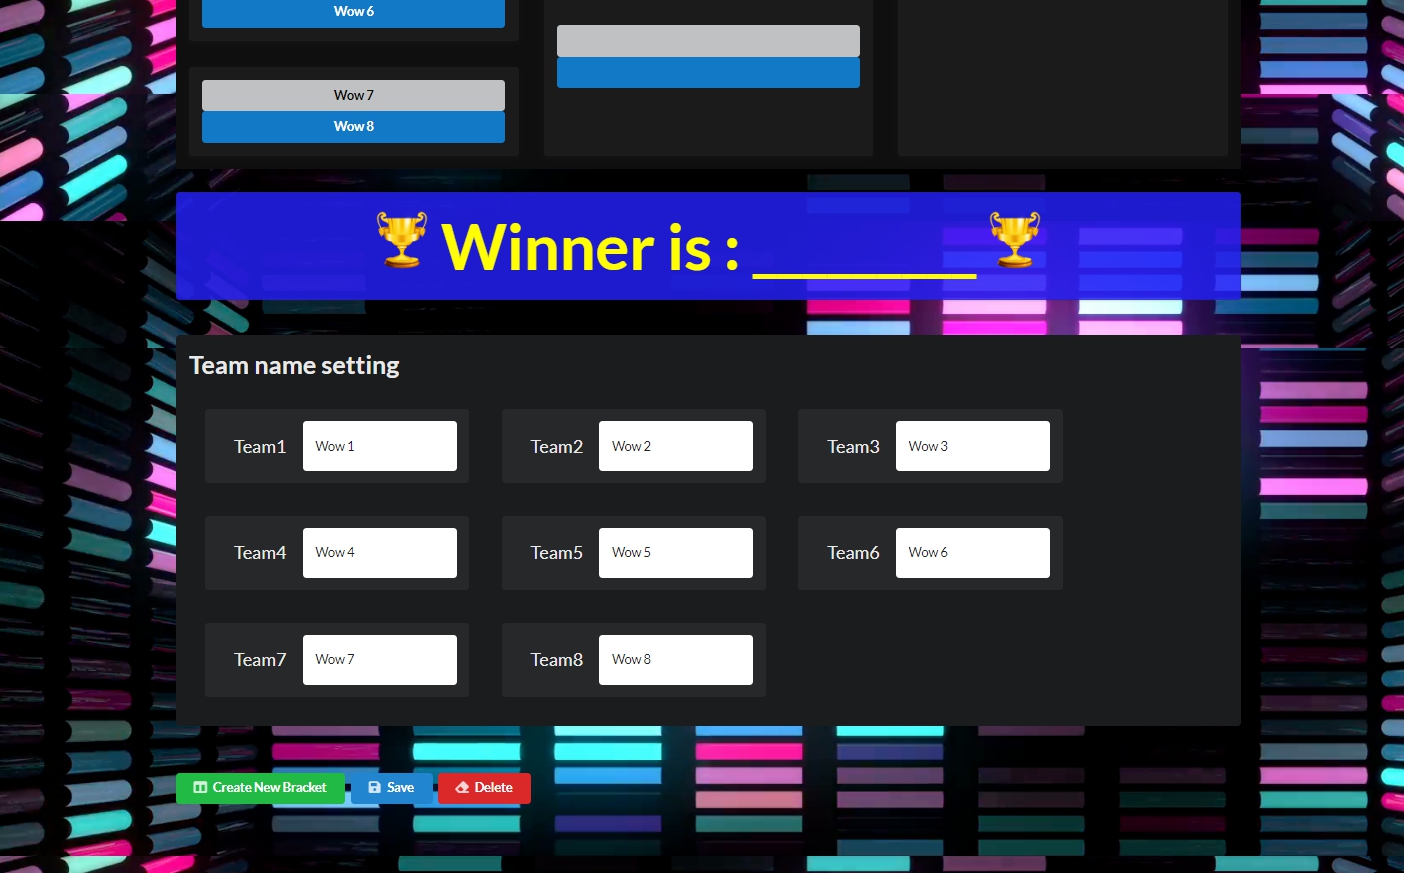 Wow 6
Wow 7
Wow 8
Winner is : _______
Team name setting
Team1 Wow 1
Team2 Wow 2
Team3 Wow 3
Team4 Wow 4
Team5 Wow 5
Team6 Wow 6
Team7 Wow 7
Team8 Wow 8
Create New Bracket
Save
Delete